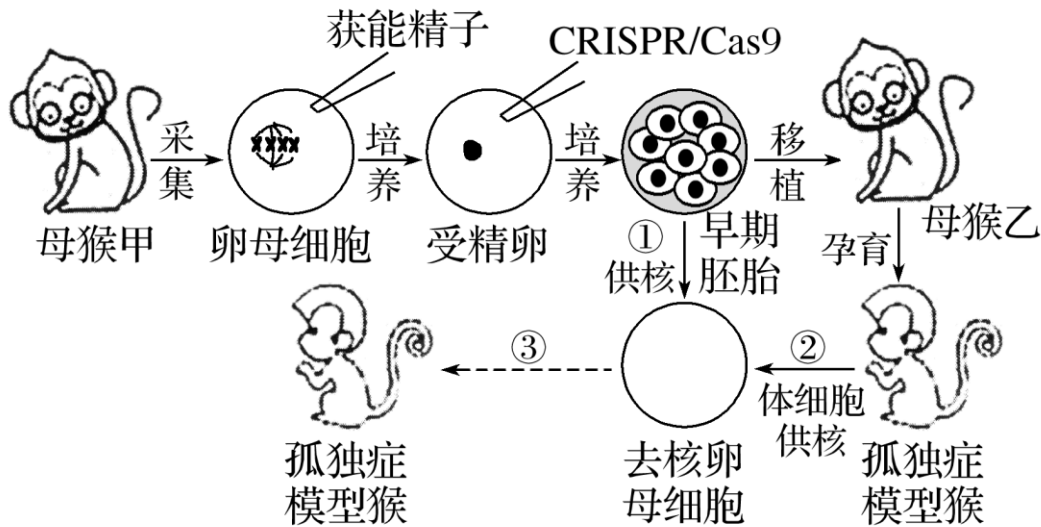 获能精子
CRISPR/Cas9
采集
培养
培养
移植
母猴甲
卵母细胞
受精卵
①
供核
早期
胚胎
母猴乙
孕育
③
②
体细胞
供核
孤独症
模型猴
去核卵
母细胞
孤独症
模型猴